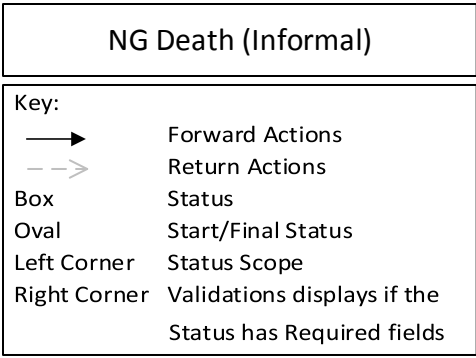 NG Death (Informal)
Key:
Forward Actions
Return Actions
Box Status
Oval Start/Final Status
Left Corner Status Scope
Right Corner Validations displays if the
Status has Required fields